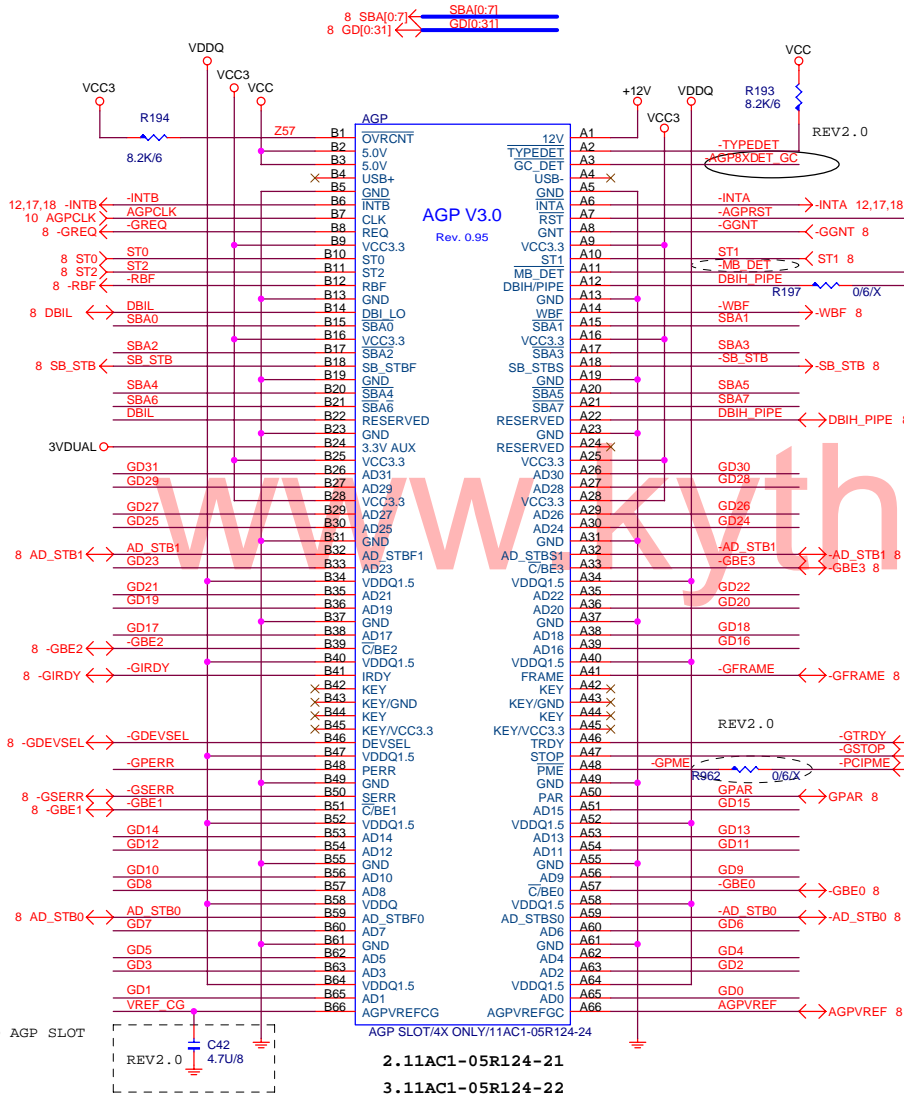 8 SBA[0:7] SBA[0:7]
8 GD[0:31] GD[0:31]
VDDQ VCC
VCC3 VCC3 VCC +12V VDDQ
R194 R193
8.2K/6 VCC3
Z57 AGP REV2.0
8.2K/6
B1 OVRCNT 12V A1
B2 5.0V TYPEDET A2 -TYPEDET
B3 5.0V GC_DET A3 -AGP8XDET_GC
B4 USB+ USB- A4
B5 GND GND A5
12,17,18 -INTB -INTB B6 INTB INTA A6 -INTA -INTA 12,17,18
10 AGPCLK AGPCLK B7 CLK AGP V3.0 RST A7 -AGPRST
8 -GREQ -GREQ B8 REQ Rev. 0.95 GNT A8 -GGNT -GGNT 8
B9 VCC3.3 VCC3.3 A9
8 ST0 ST0 B10 ST0 ST1 A10 ST1 ST1 8
8 ST2 ST2 B11 ST2 MB_DET A11 -MB_DET
8 -RBF -RBF B12 RBF DBIH/PIPE A12 DBIH_PIPE
B13 GND GND A13 R197 0/6/X
8 DBIL DBIL B14 DBI_LO WBF A14 -WBF -WBF 8
SBA0 B15 SBA0 SBA1 A15 SBA1
B16 VCC3.3 VCC3.3 A16
SBA2 B17 SBA2 SBA3 A17 SBA3
8 SB_STB SB_STB B18 SB_STBF SB_STBS A18 -SB_STB -SB_STB 8
B19 GND GND A19
SBA4 B20 SBA4 SBA5 A20 SBA5
SBA6 B21 SBA6 SBA7 A21 SBA7
DBIL B22 RESERVED RESERVED A22 DBIH_PIPE 8
B23 GND GND A23
3VDUAL B24 3.3V AUX RESERVED A24
B25 VCC3.3 VCC3.3 A25
GD31 B26 AD31 AD30 A26 GD30
GD29 B27 AD29 AD28 A27 GD28
B28 VCC3.3 VCC3.3 A28
GD27 B29 AD27 AD26 A29 GD26
GD25 B30 AD25 AD24 A30 GD24
B31 GND GND A31
8 AD_STB1 AD_STB1 B32 AD_STBF1 AD_STBS1 A32 -AD_STB1 -AD_STB1 8
GD23 B33 AD23 C/BE3 A33 -GBE3 -GBE3 8
B34 VDDQ1.5 VDDQ1.5 A34
GD21 B35 AD21 AD22 A35 GD22
GD19 B36 AD19 AD20 A36 GD20
B37 GND GND A37
GD17 B38 AD17 AD18 A38 GD18
8 -GBE2 -GBE2 B39 C/BE2 AD16 A39 GD16
B40 VDDQ1.5 VDDQ1.5 A40
8 -GIRDY -GIRDY B41 IRDY FRAME A41 -GFRAME -GFRAME 8
B42 KEY KEY A42
B43 KEY/GND KEY/GND A43
B44 KEY KEY A44
B45 KEY/VCC3.3 KEY/VCC3.3 A45 REV2.0
8 -GDEVSEL -GDEVSEL B46 DEVSEL TRDY A46 -GTRDY
B47 VDDQ1.5 STOP A47 -GSTOP
-GPERR B48 PERR PME A48 -GPME -PCIPME
B49 GND GND A49 R962 0/6/X
8 -GSERR -GSERR B50 SERR PAR A50 GPAR GPAR 8
8 -GBE1 -GBE1 B51 C/BE1 AD15 A51 GD15
B52 VDDQ1.5 VDDQ1.5 A52
GD14 B53 AD14 AD13 A53 GD13
GD12 B54 AD12 AD11 A54 GD11
B55 GND GND A55
GD10 B56 AD10 AD9 A56 GD9
GD8 B57 AD8 C/BE0 A57 -GBE0 -GBE0 8
B58 VDDQ VDDQ1.5 A58
8 AD_STB0 AD_STB0 B59 AD_STBF0 AD_STBS0 A59 -AD_STB0 -AD_STB0 8
GD7 B60 AD7 AD6 A60 GD6
B61 GND GND A61
GD5 B62 AD5 AD4 A62 GD4
GD3 B63 AD3 AD2 A63 GD2
B64 VDDQ1.5 VDDQ1.5 A64
GD1 B65 AD1 AD0 A65 GD0
VREF_CG B66 AGPVREFCG AGPVREFGC A66 AGPVREF AGPVREF 8
AGP SLOT AGP SLOT/4X ONLY/11AC1-05R124-24
C42
REV2.0 4.7U/8
2.11AC1-05R124-21
3.11AC1-05R124-22
www.kyth